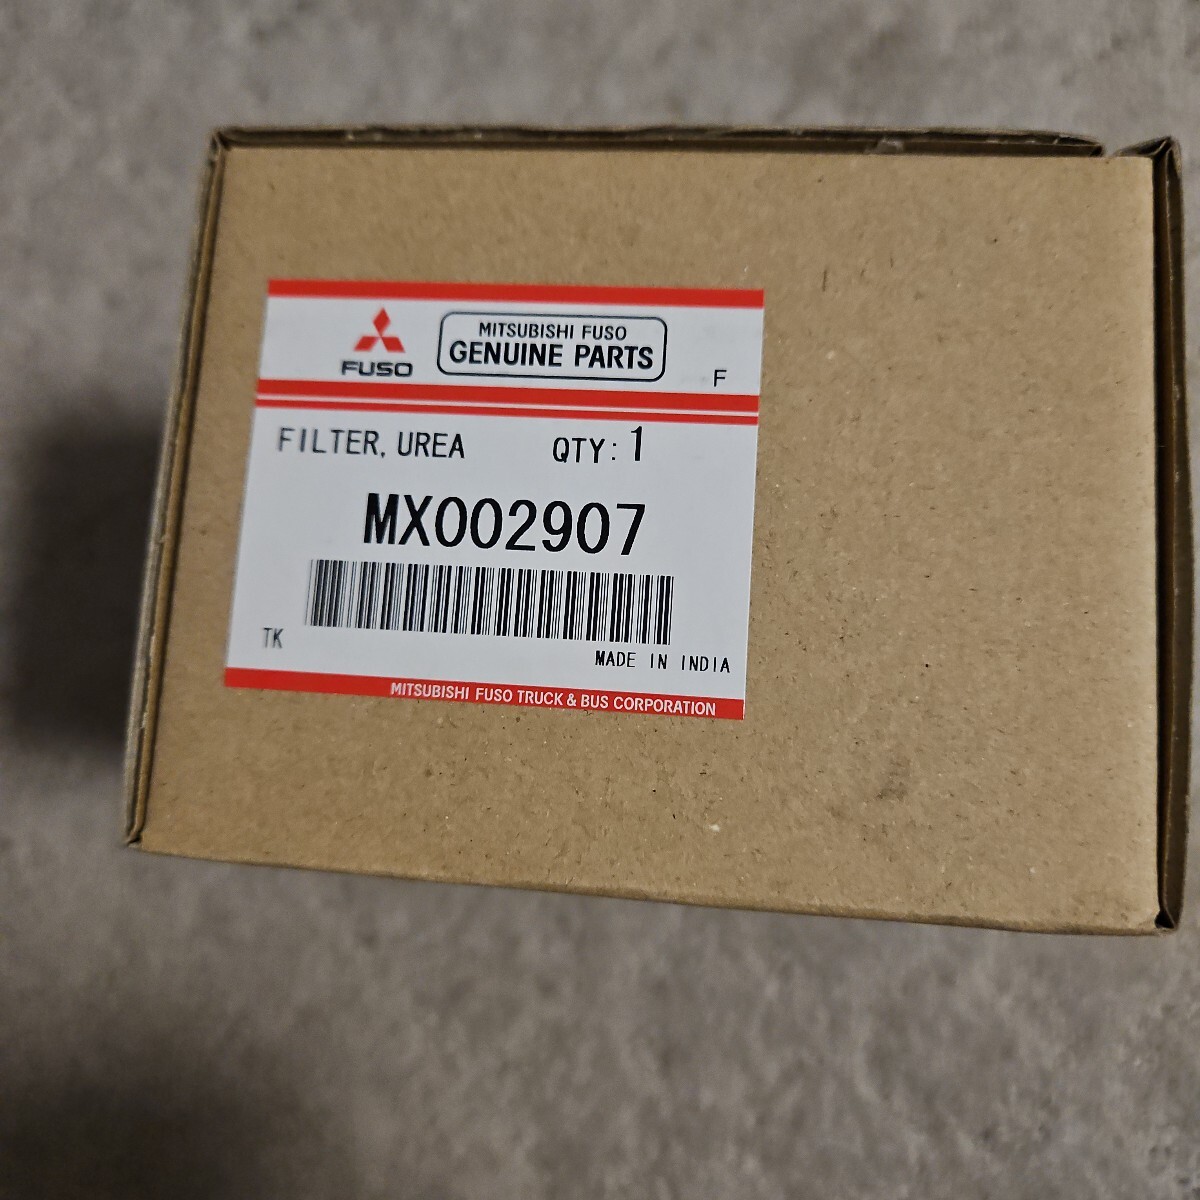 FUSO
MITSUBISHI FUSO
GENUINE PARTS
F
FILTER, UREA QTY: 1
MX002907
TK
MADE IN INDIA
MITSUBISHI FUSO TRUCK & BUS CORPORATION